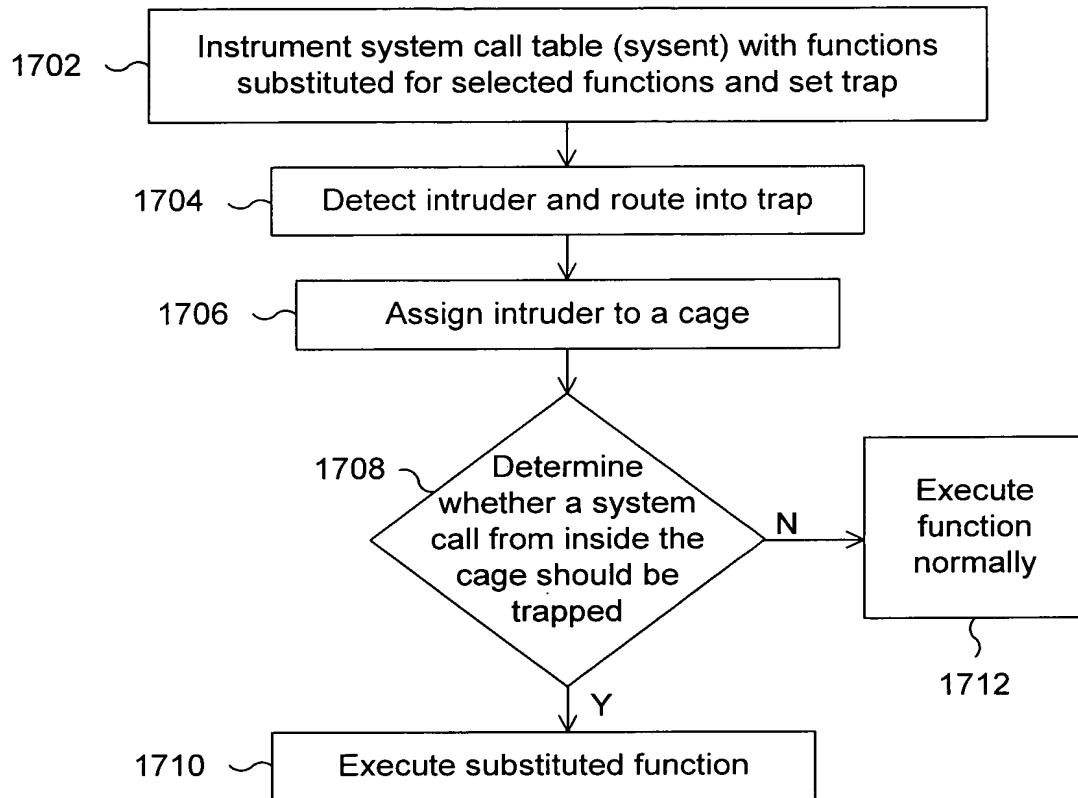 1702
Instrument system call table (sysent) with functions
substituted for selected functions and set trap
1704
Detect intruder and route into trap
1706
Assign intruder to a cage
1708
Determine
whether a system
call from inside the
cage should be
trapped
N
Execute
function
normally
1712
Y
1710
Execute substituted function